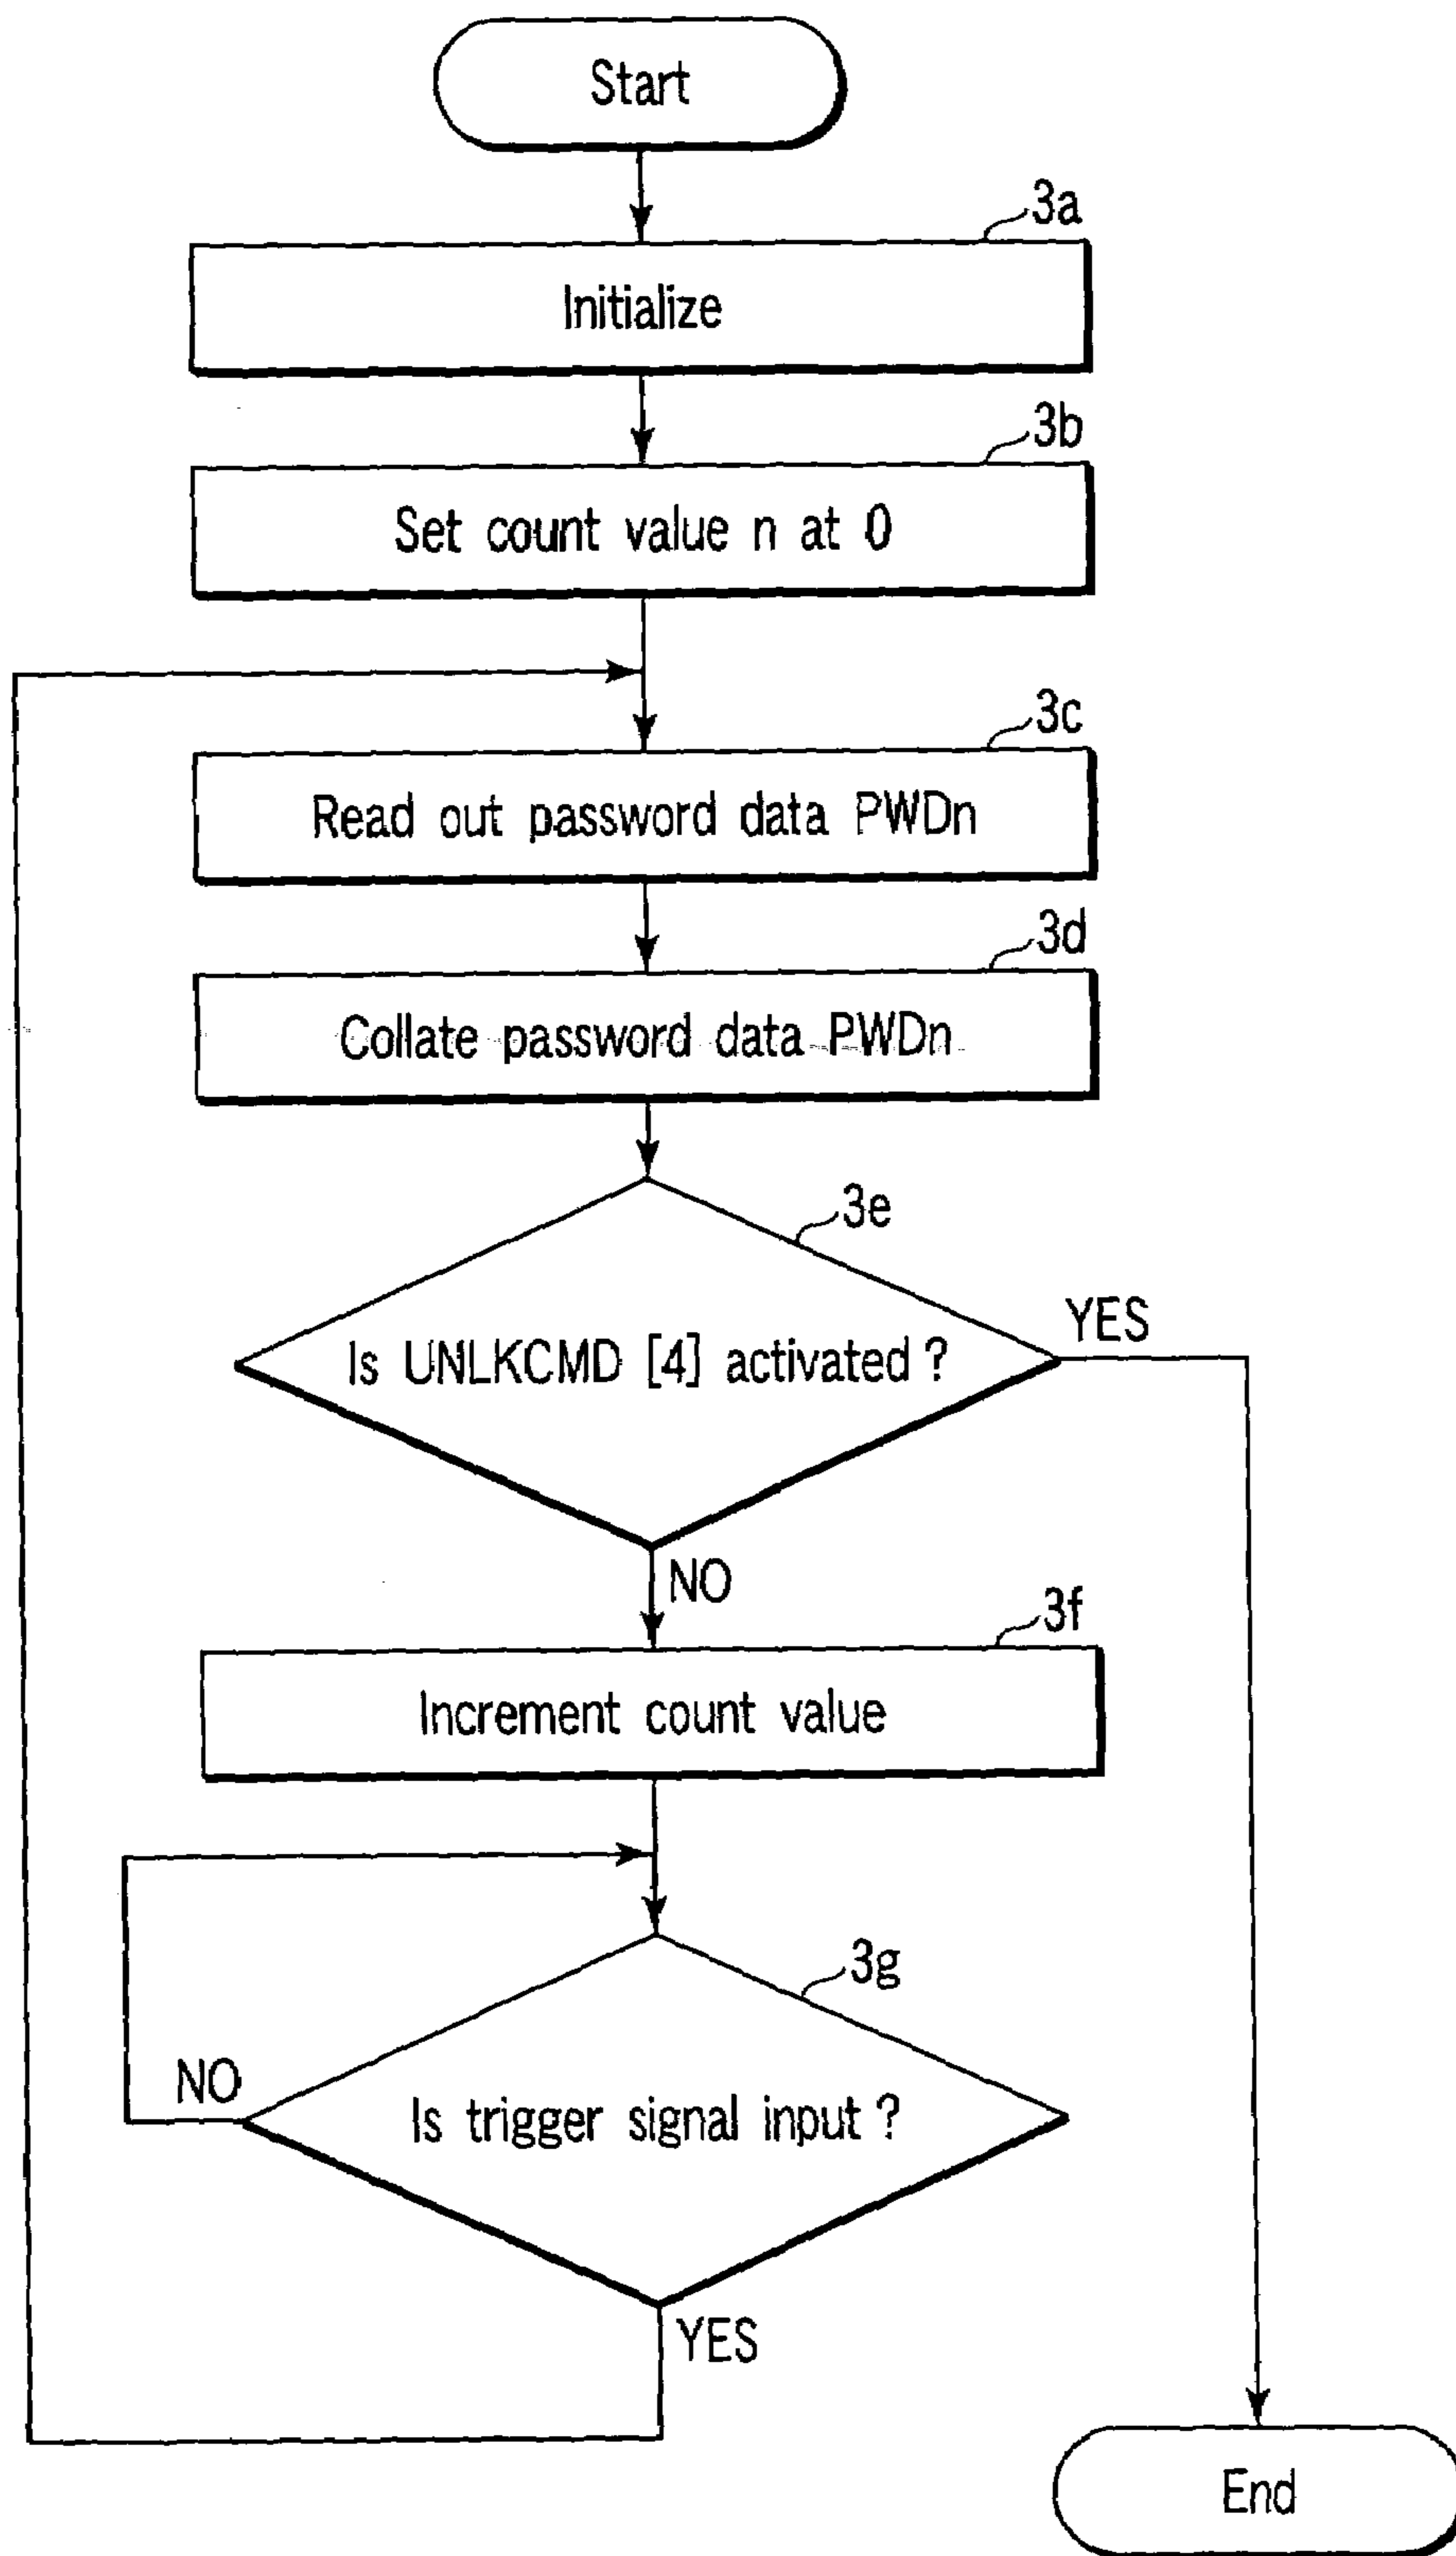 Start
3a
Initialize
3b
Set count value n at 0
3c
Read out password data PWDn
3d
Collate password data PWDn
3e
Is UNLKCMD [4] activated ?
YES
NO
3f
Increment count value
3g
NO
Is trigger signal input ?
YES
End